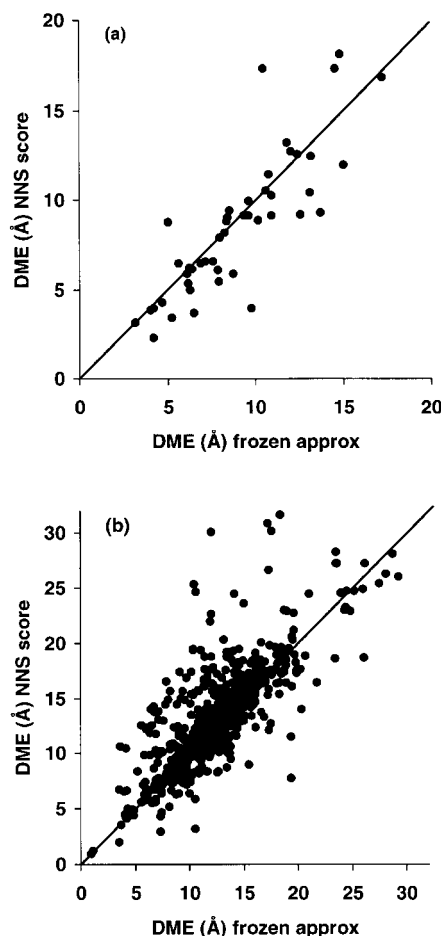 (a)
20
15
10
5
0
DME (Å) NNS score
0 5 10 15 20
DME (Å) frozen approx
(b)
30
25
20
15
10
5
0
DME (Å) NNS score
0 5 10 15 20 25 30
DME (Å) frozen approx